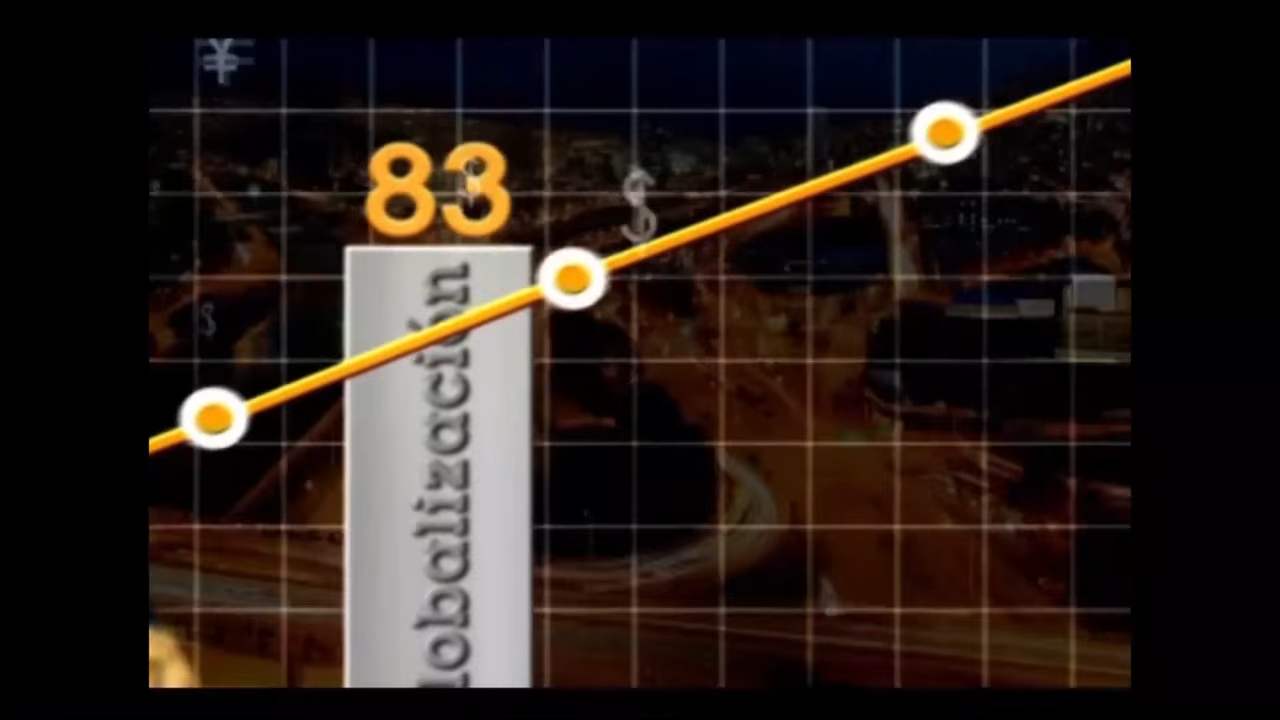 ¥
83
$
$
lobalización